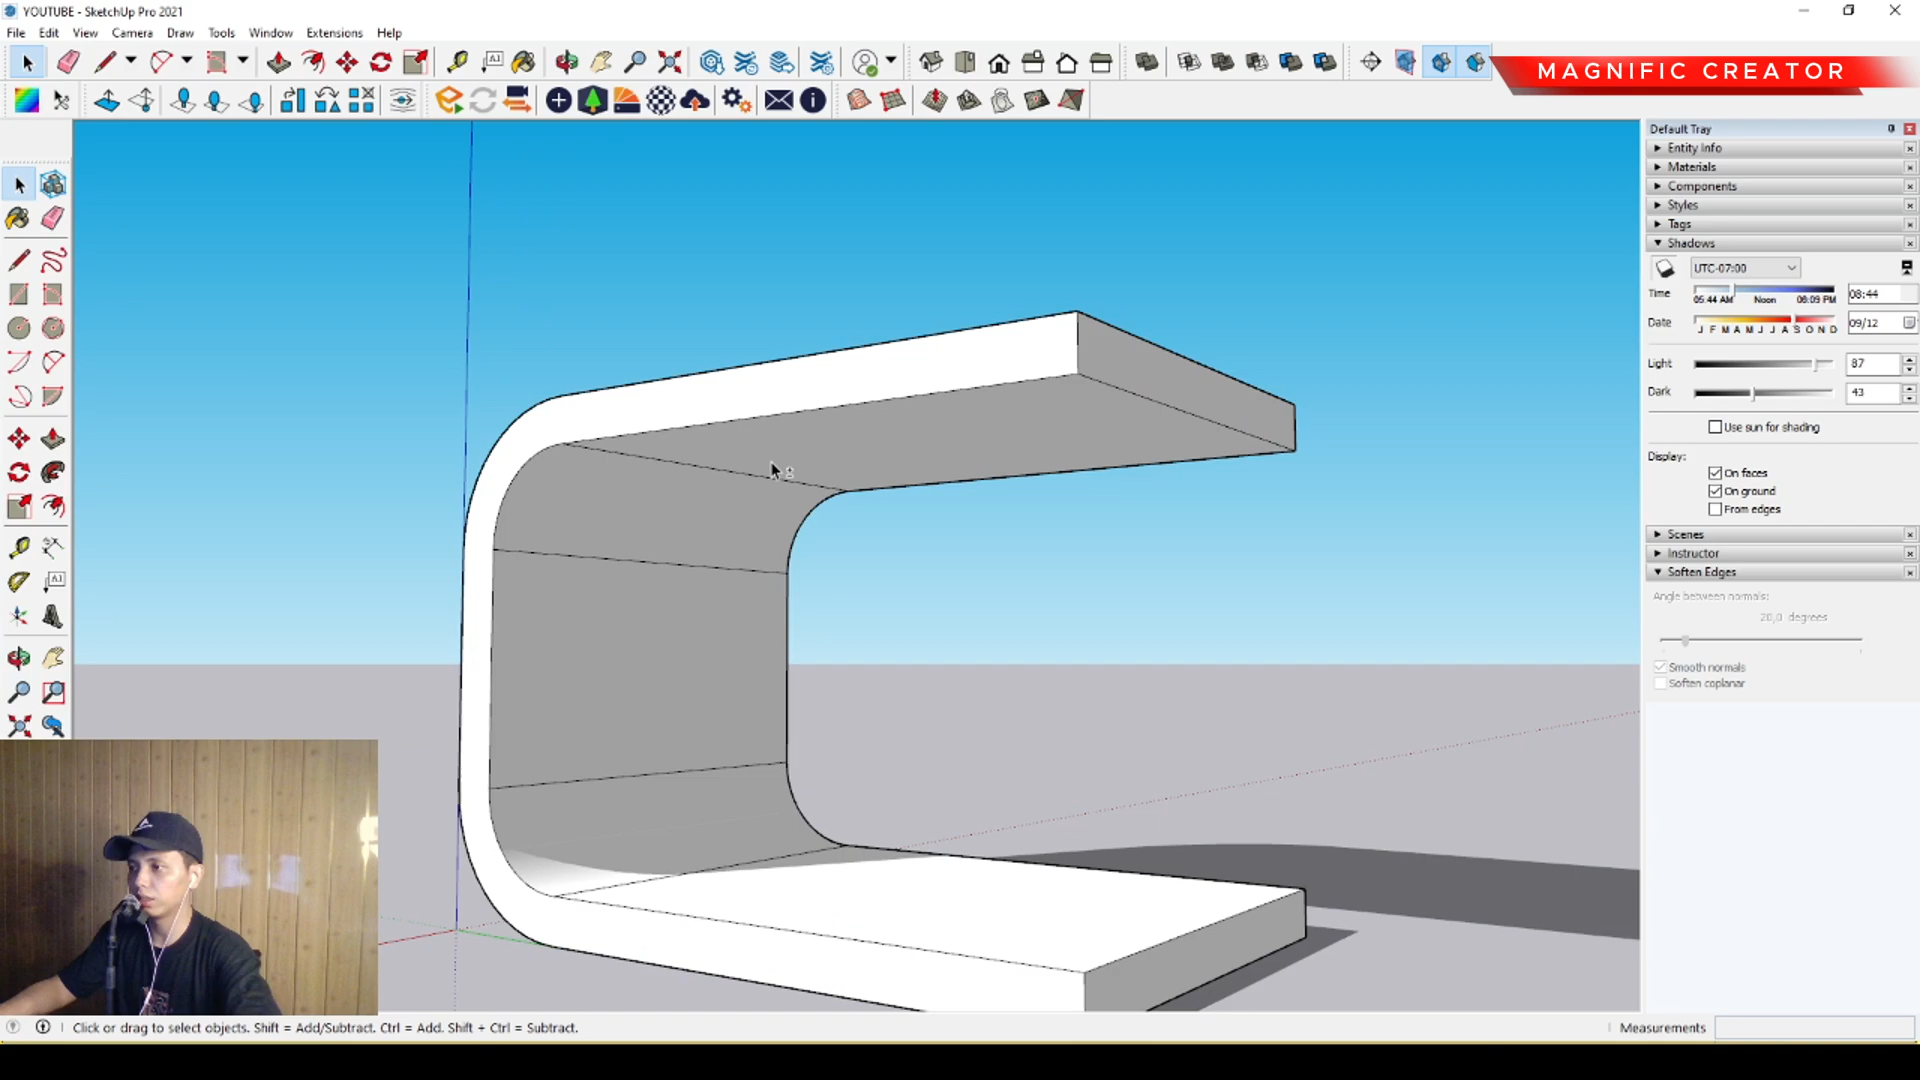 YOUTUBE - SketchUp Pro 2021
File Edit View Camera Draw Tools Window Extensions Help
MAGNIFIC CREATOR
Default Tray
Entity Info
Materials
Components
Styles
Tags
Shadows
UTC-07:00
Time 05:44 AM Noon 06:09 PM 08:44
Date J F M A M J J A S O N D 09/12
Light 87
Dark 43
Use sun for shading
Display:
On faces
On ground
From edges
Scenes
Instructor
Soften Edges
Angle between normals:
20,0 degrees
Smooth normals
Soften coplanar
Click or drag to select objects. Shift = Add/Subtract. Ctrl = Add. Shift + Ctrl = Subtract.
Measurements